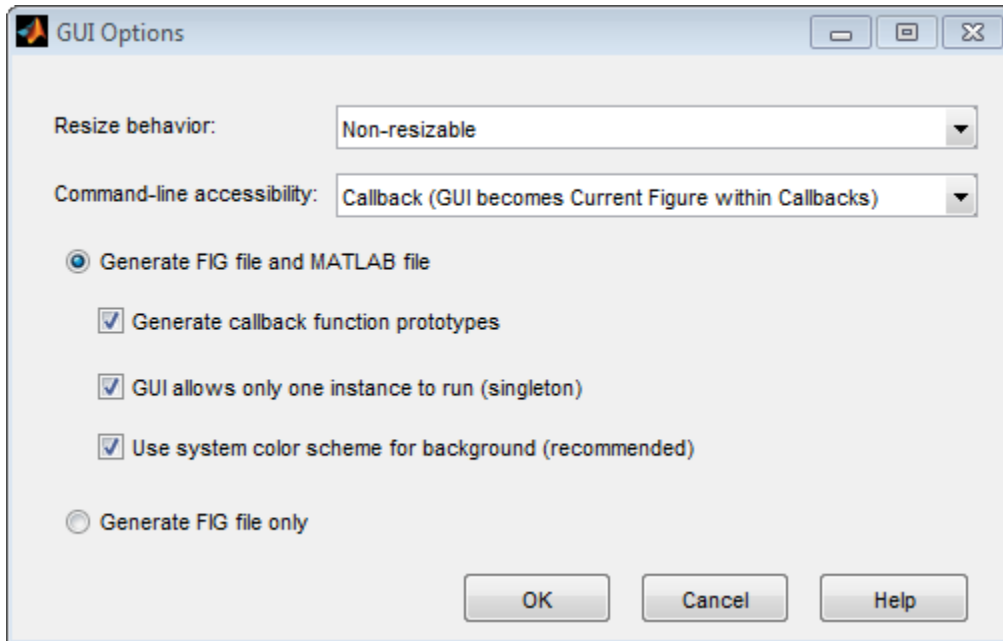 GUI Options
Resize behavior: Non-resizable
Command-line accessibility: Callback (GUI becomes Current Figure within Callbacks)
Generate FIG file and MATLAB file
Generate callback function prototypes
GUI allows only one instance to run (singleton)
Use system color scheme for background (recommended)
Generate FIG file only
OK Cancel Help